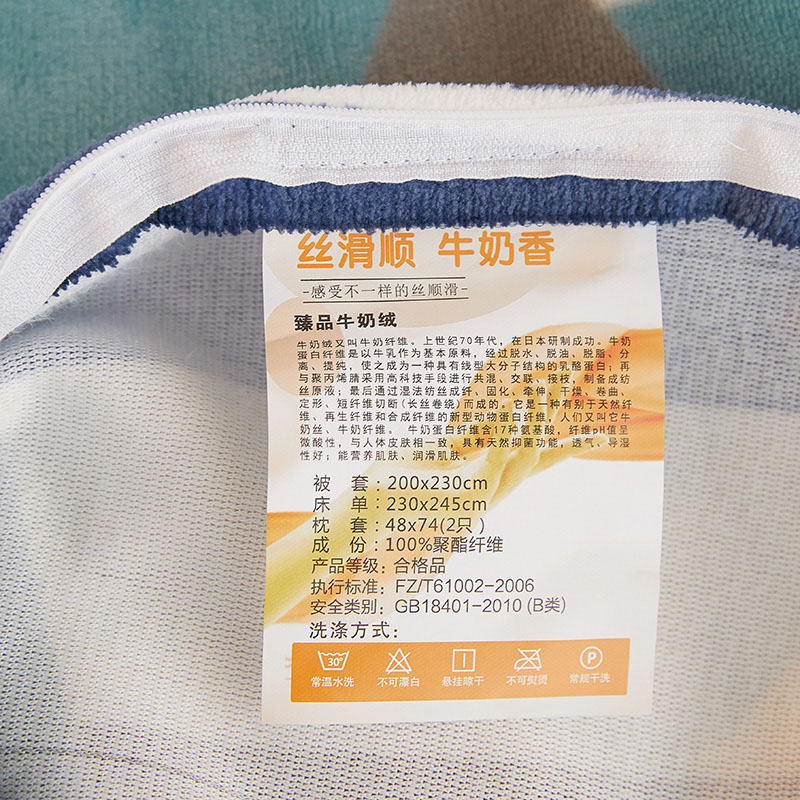 丝滑顺 牛奶香
-感受不一样的丝顺滑-
臻品牛奶绒
牛奶绒又叫牛奶纤维。上世纪70年代，在日本研制成功。牛奶
蛋白纤维是以牛乳作为基本原料，经过脱水、脱油、脱脂、分
离、提纯，使之成为一种具有线型大分子结构的乳酪蛋白；再
与聚丙烯腈采用高科技手段进行共混、交联、接枝，制备成纺
丝原液；最后通过湿法纺丝成纤、固化、牵伸、干燥、卷曲、
定形、短纤维切断(长丝卷绕)而成的。它是一种有别于天然纤
维、再生纤维和合成纤维的新型动物蛋白纤维，人们又叫它牛
奶丝、牛奶纤维。 牛奶蛋白纤维含17种氨基酸，纤维pH值呈
微酸性，与人体皮肤相一致，具有天然抑菌功能，透气、导湿
性好；能营养肌肤、润滑肌肤。
被 套：200x230cm
床 单：230x245cm
枕 套：48x74(2只)
成 份：100%聚酯纤维
产品等级：合格品
执行标准：FZ/T61002-2006
安全类别：GB18401-2010 (B类)
洗涤方式：
30° P
常温水洗 不可漂白 悬挂晾干 不可熨烫 常规干洗